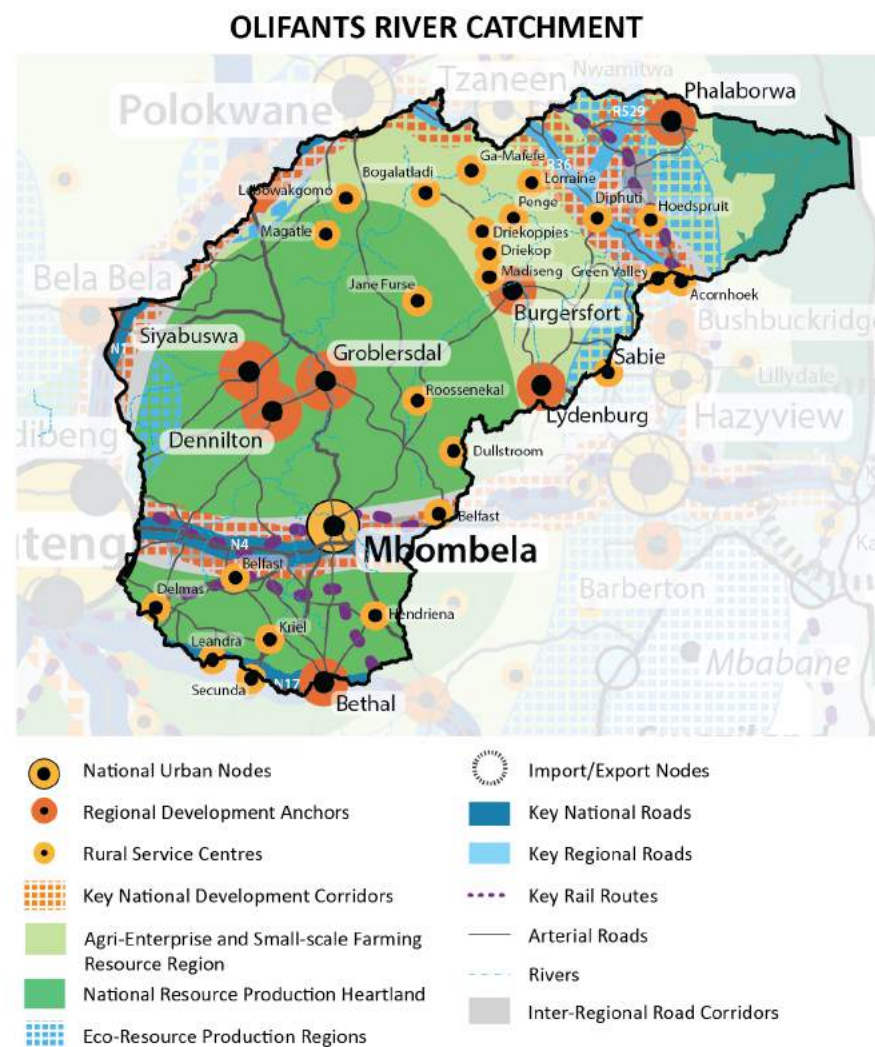 OLIFANTS RIVER CATCHMENT
Tzaneen
Nwamitwa
Polokwane
Phalaborwa
R529
Ga-Mafefe
Bogalatladi
R36
Lorraine
Lebowakgomo
Penge
Diphuti
Hoedspruit
Magatle
Driekoppies
Driekop
Bela Bela
Madiseng
Green Valley
Jane Furse
Acornhoek
Burgersfort
Bushbuckridge
N1
Siyabuswa
Groblersdal
Sabie
Lillydale
Roossenekal
Lydenburg
Hazyview
Dennilton
dibeng
Dullstroom
Belfast
N4
Mbombela
teng
Belfast
Ka
Delmas
Barberton
Hendriena
Kriel
Leandra
Mbabane
Secunda
N17
Bethal
National Urban Nodes
Regional Development Anchors
Rural Service Centres
Key National Development Corridors
Agri-Enterprise and Small-scale Farming
Resource Region
National Resource Production Heartland
Eco-Resource Production Regions
Import/Export Nodes
Key National Roads
Key Regional Roads
Key Rail Routes
Arterial Roads
Rivers
Inter-Regional Road Corridors